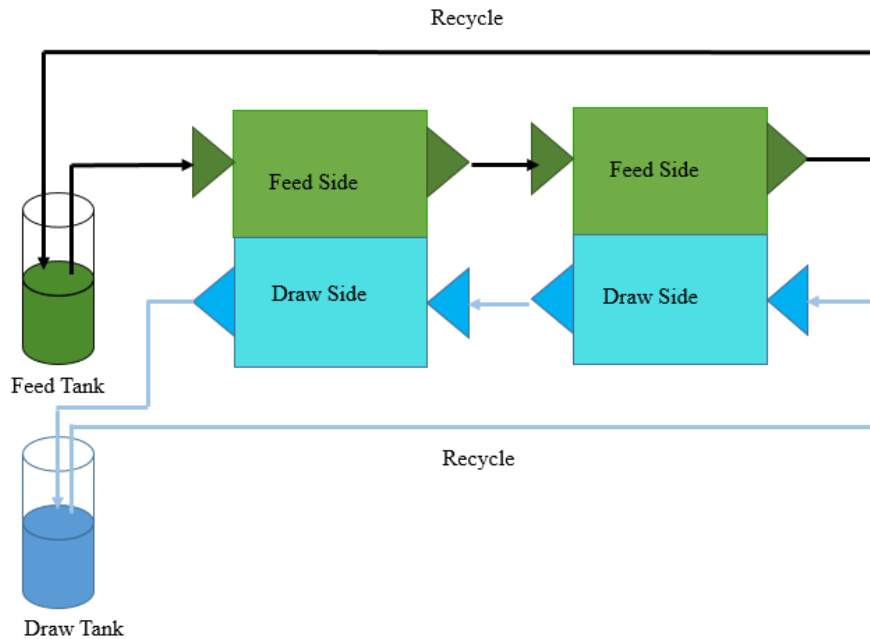 Recycle
Feed Side
Feed Side
Draw Side
Draw Side
Feed Tank
Recycle
Draw Tank